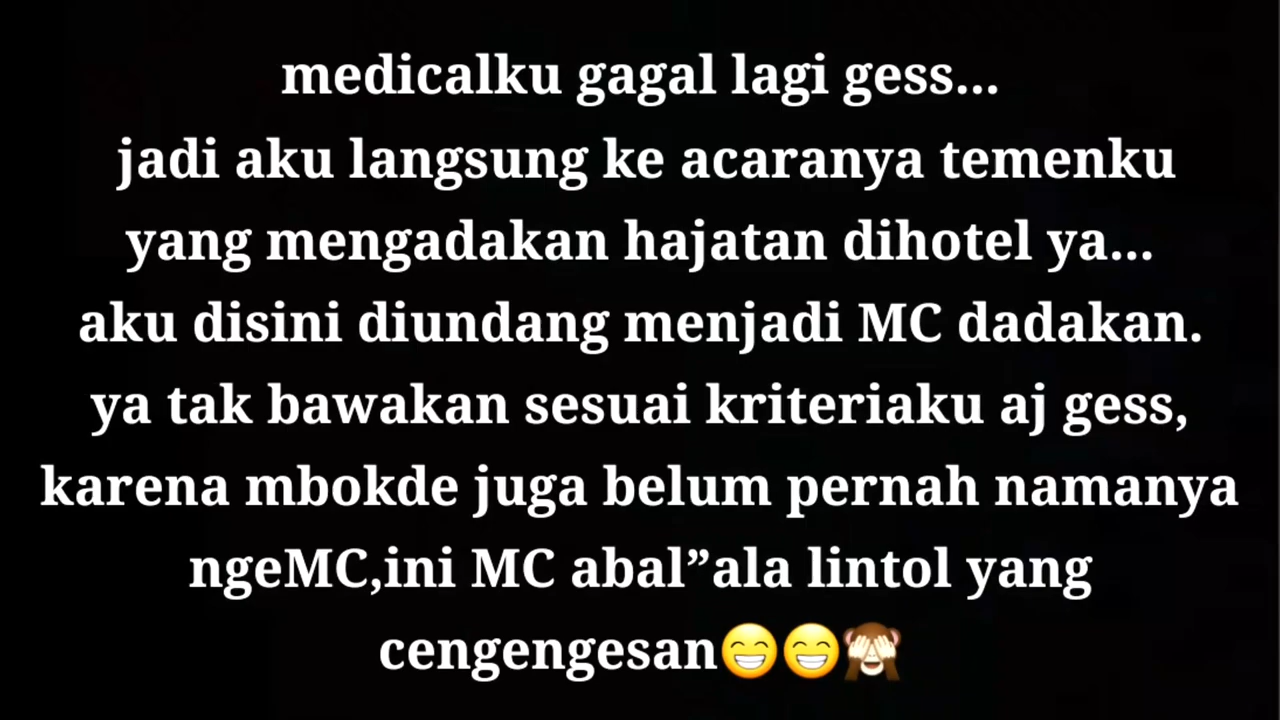 medicalku gagal lagi gess...
jadi aku langsung ke acaranya temenku
yang mengadakan hajatan dihotel ya...
aku disini diundang menjadi MC dadakan.
ya tak bawakan sesuai kriteriaku aj gess,
karena mbokde juga belum pernah namanya
ngeMC,ini MC abal”ala lintol yang
cengengesan😁😁🙈